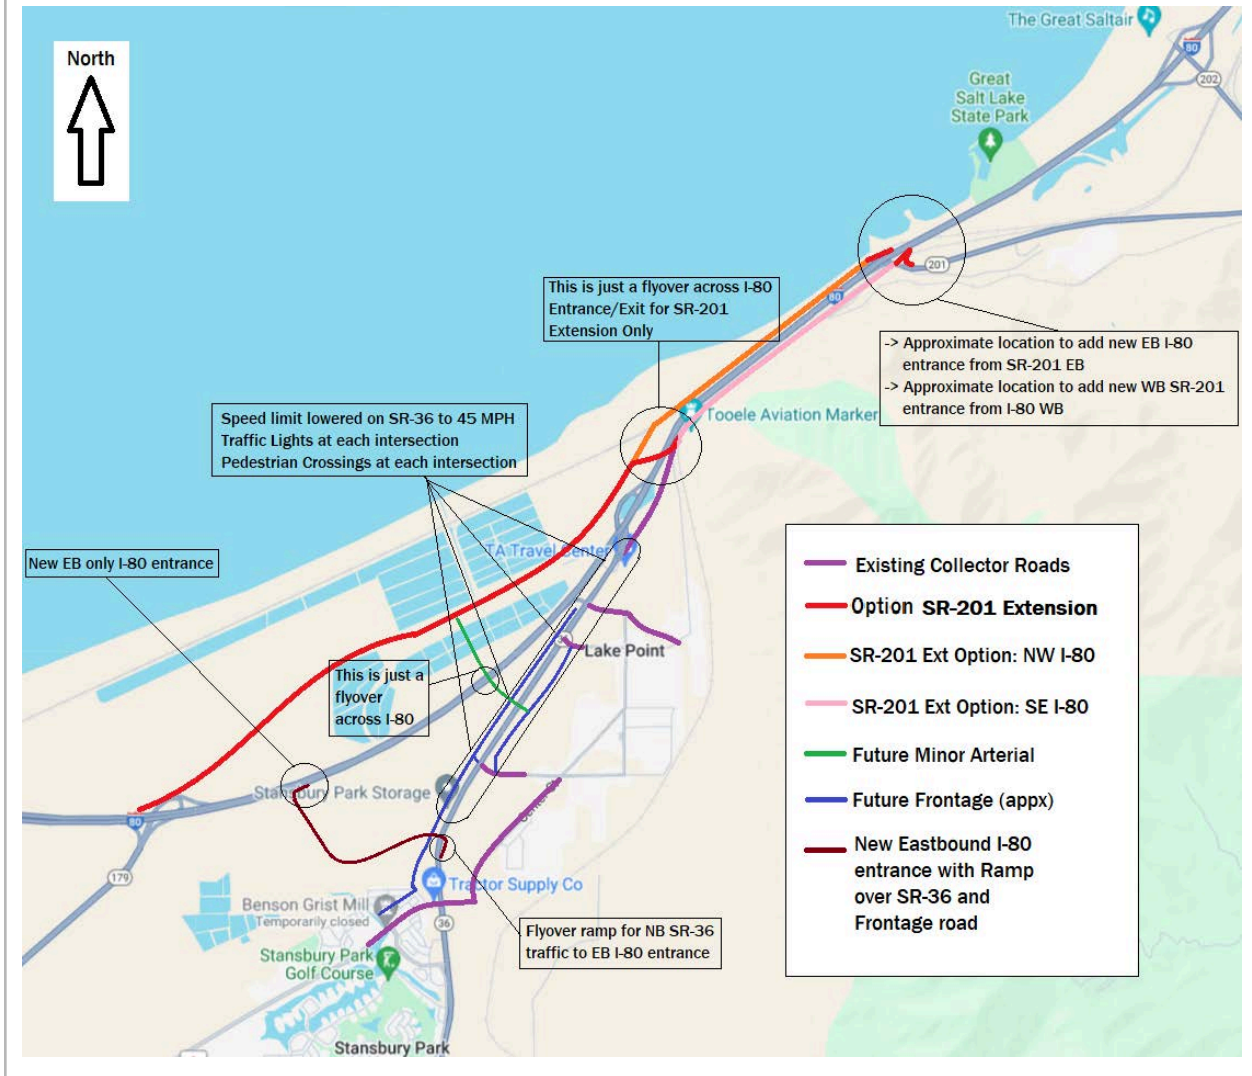 The Great Saltair
80
202
North
Great
Salt Lake
State Park
201
This is just a flyover across I-80
Entrance/Exit for SR-201
Extension Only
80
-> Approximate location to add new EB I-80
entrance from SR-201 EB
-> Approximate location to add new WB SR-201
entrance from I-80 WB
Speed limit lowered on SR-36 to 45 MPH
Traffic Lights at each intersection
Pedestrian Crossings at each intersection
Tooele Aviation Marker
New EB only I-80 entrance
TA Travel Center
Lake Point
This is just a
flyover
across I-80
Existing Collector Roads
Option SR-201 Extension
SR-201 Ext Option: NW I-80
SR-201 Ext Option: SE I-80
Future Minor Arterial
Future Frontage (appx)
New Eastbound I-80
entrance with Ramp
over SR-36 and
Frontage road
Stansbury Park Storage
80
179
Tractor Supply Co
Benson Grist Mill
Temporarily closed
36
Flyover ramp for NB SR-36
traffic to EB I-80 entrance
Stansbury Park
Golf Course
Stansbury Park